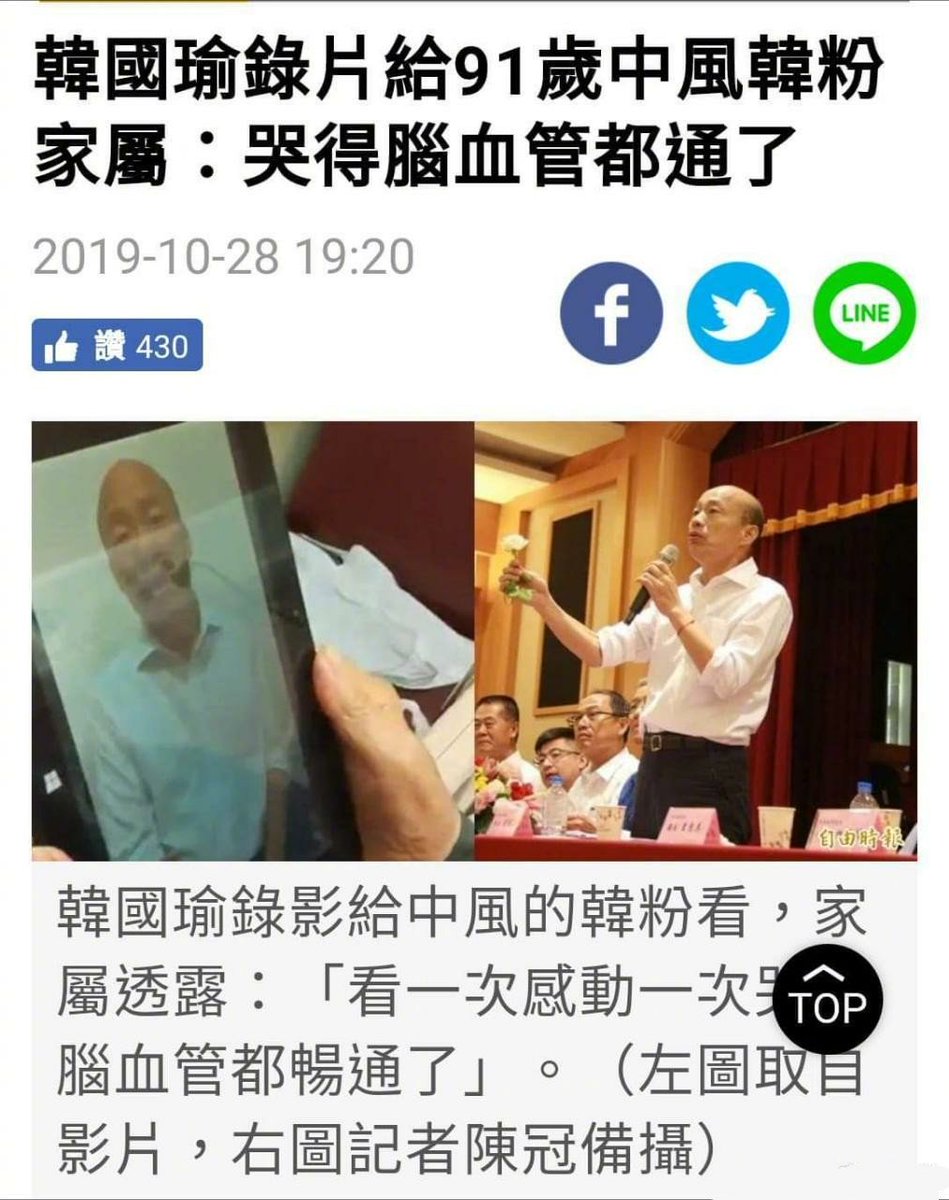 韓國瑜錄片給91歲中風韓粉
家屬：哭得腦血管都通了
2019-10-28 19:20
讚 430
LINE
自由時報
韓國瑜錄影給中風的韓粉看，家
屬透露：「看一次感動一次哭
TOP
腦血管都暢通了」。（左圖取自
影片，右圖記者陳冠備攝）